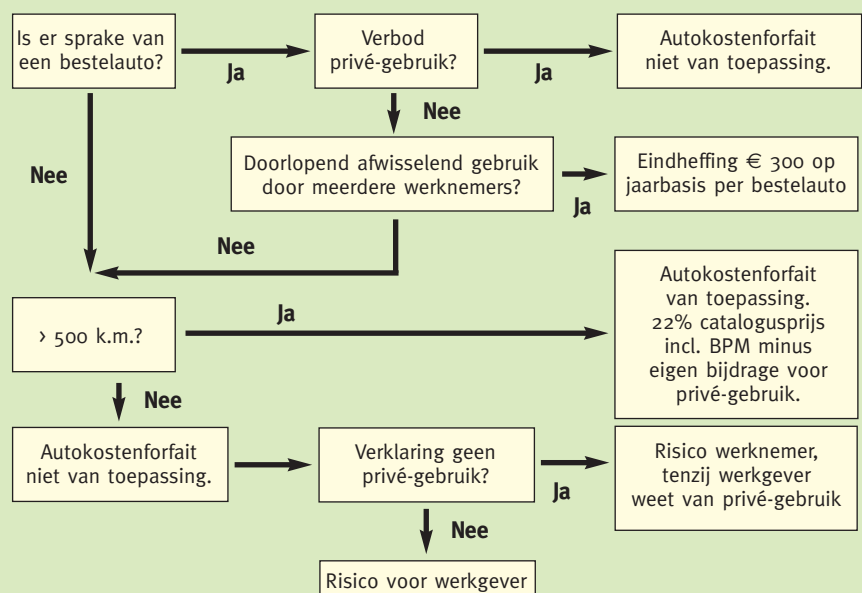 Is er sprake van
een bestelauto?
Ja
Verbod
privé-gebruik?
Ja
Autokostenforfait
niet van toepassing.
Nee
Nee
Doorlopend afwisselend gebruik
door meerdere werknemers?
Ja
Eindheffing € 300 op
jaarbasis per bestelauto
Nee
> 500 k.m.?
Ja
Autokostenforfait
van toepassing.
22% catalogusprijs
incl. BPM minus
eigen bijdrage voor
privé-gebruik.
Nee
Autokostenforfait
niet van toepassing.
Verklaring geen
privé-gebruik?
Ja
Risico werknemer,
tenzij werkgever
weet van privé-gebruik
Nee
Risico voor werkgever